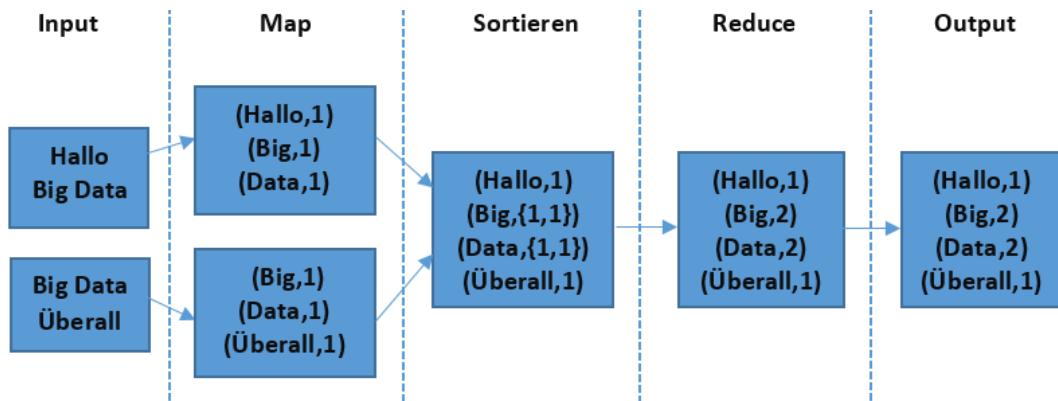 Input
Map
Sortieren
Reduce
Output
Hallo
Big Data
Big Data
Überall
(Hallo,1)
(Big,1)
(Data,1)
(Big,1)
(Data,1)
(Überall,1)
(Hallo,1)
(Big,{1,1})
(Data,{1,1})
(Überall,1)
(Hallo,1)
(Big,2)
(Data,2)
(Überall,1)
(Hallo,1)
(Big,2)
(Data,2)
(Überall,1)